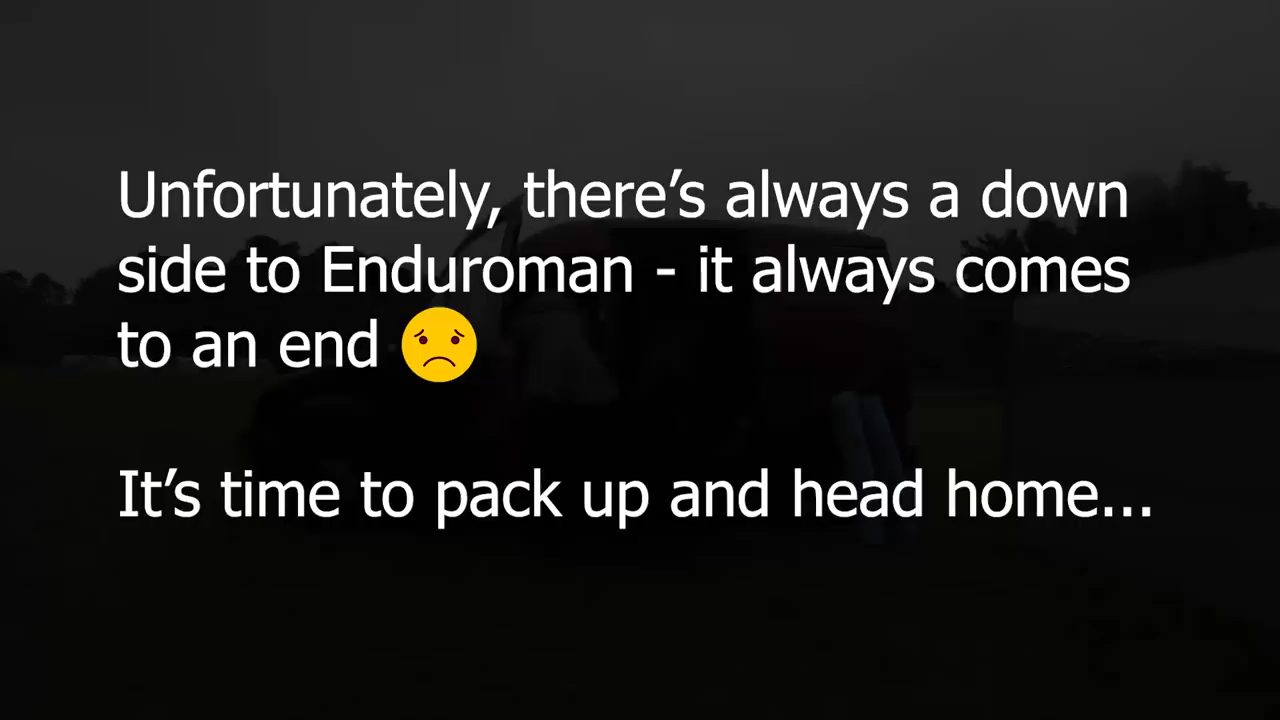 Unfortunately, there’s always a down
side to Enduroman - it always comes
to an end 😟
It’s time to pack up and head home...